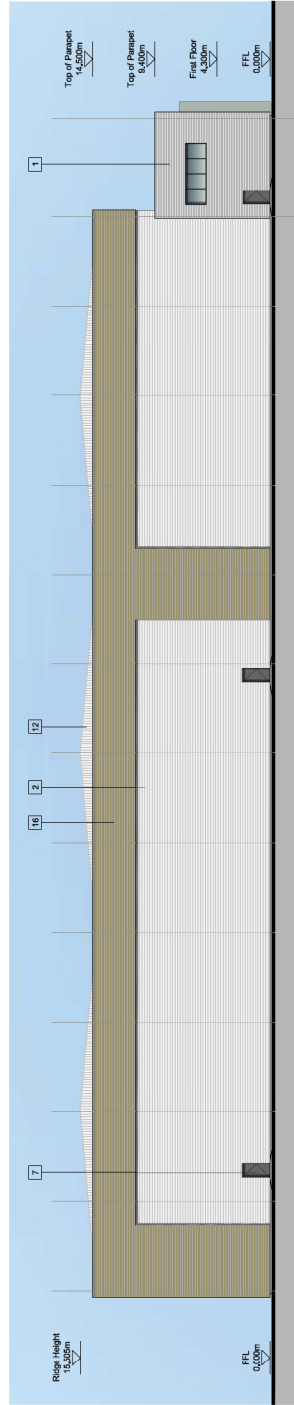 Ridge Height
15,505m
FFL
0,000m
7
16
2
12
1
Top of Parapet
14,500m
Top of Parapet
9,400m
First Floor
4,300m
FFL
0,000m